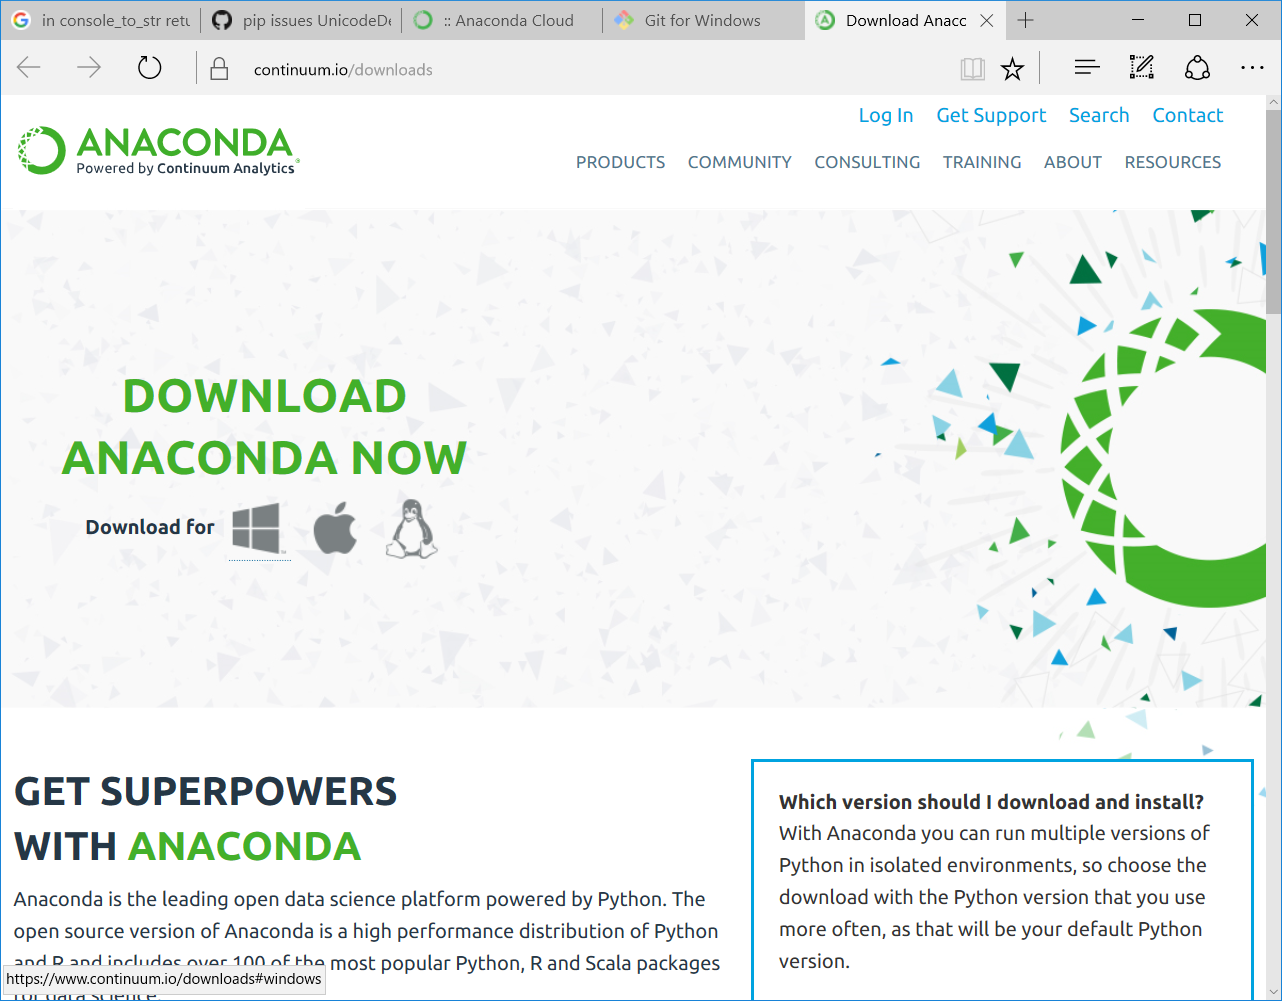 in console_to_str retu
pip issues UnicodeDe
:: Anaconda Cloud
Git for Windows
Download Anacc
continuum.io/downloads
Log In Get Support Search Contact
ANACONDA
Powered by Continuum Analytics®
PRODUCTS COMMUNITY CONSULTING TRAINING ABOUT RESOURCES
DOWNLOAD
ANACONDA NOW
Download for
GET SUPERPOWERS
WITH ANACONDA
Anaconda is the leading open data science platform powered by Python. The
open source version of Anaconda is a high performance distribution of Python
and R and includes over 100 of the most popular Python, R and Scala packages
for data science.
Which version should I download and install?
With Anaconda you can run multiple versions of
Python in isolated environments, so choose the
download with the Python version that you use
more often, as that will be your default Python
version.
https://www.continuum.io/downloads#windows